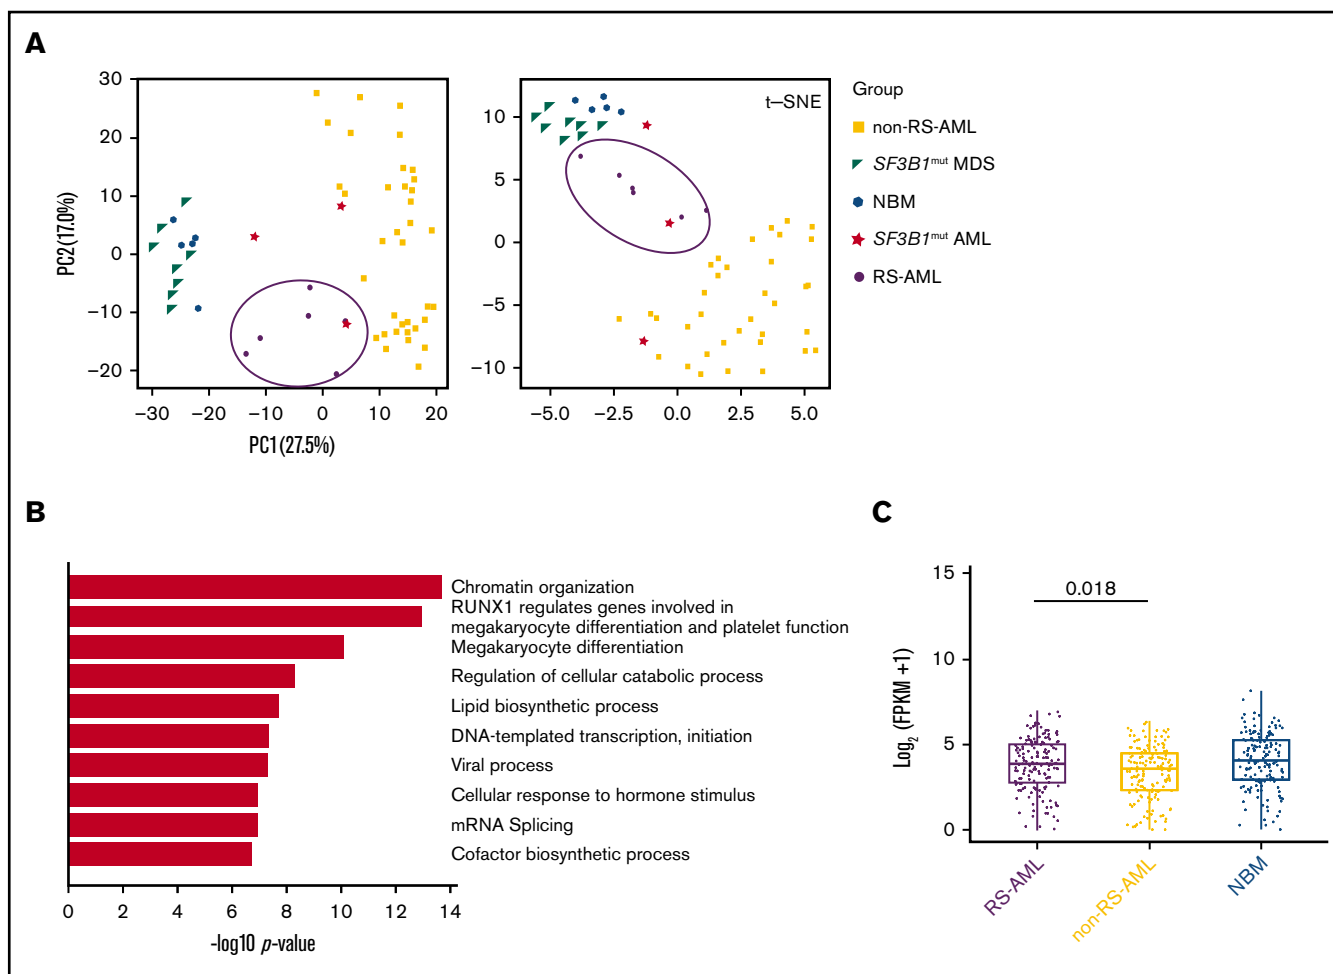 A
30
20
10
0
−10
−20
PC2 (17.0%)
−30 −20 −10 0 10 20
PC1 (27.5%)
t–SNE
10
5
0
−5
−10
−5.0 −2.5 0.0 2.5 5.0
Group
non-RS-AML
SF3B1mut MDS
NBM
SF3B1mut AML
RS-AML
B
Chromatin organization
RUNX1 regulates genes involved in
megakaryocyte differentiation and platelet function
Megakaryocyte differentiation
Regulation of cellular catabolic process
Lipid biosynthetic process
DNA-templated transcription, initiation
Viral process
Cellular response to hormone stimulus
mRNA Splicing
Cofactor biosynthetic process
0 2 4 6 8 10 12 14
-log10 p-value
C
15
10
5
0
Log2 (FPKM +1)
0.018
RS-AML
non-RS-AML
NBM